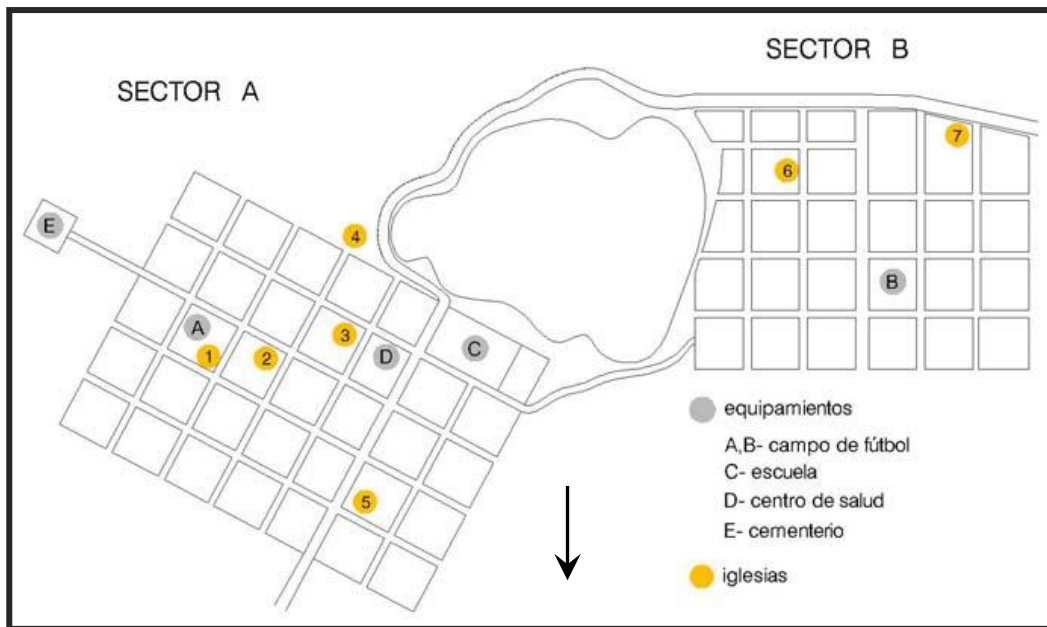 SECTOR A
SECTOR B
E
4
A
1
2
3
D
C
5
6
7
B
equipamientos
A,B- campo de fútbol
C- escuela
D- centro de salud
E- cementerio
iglesias